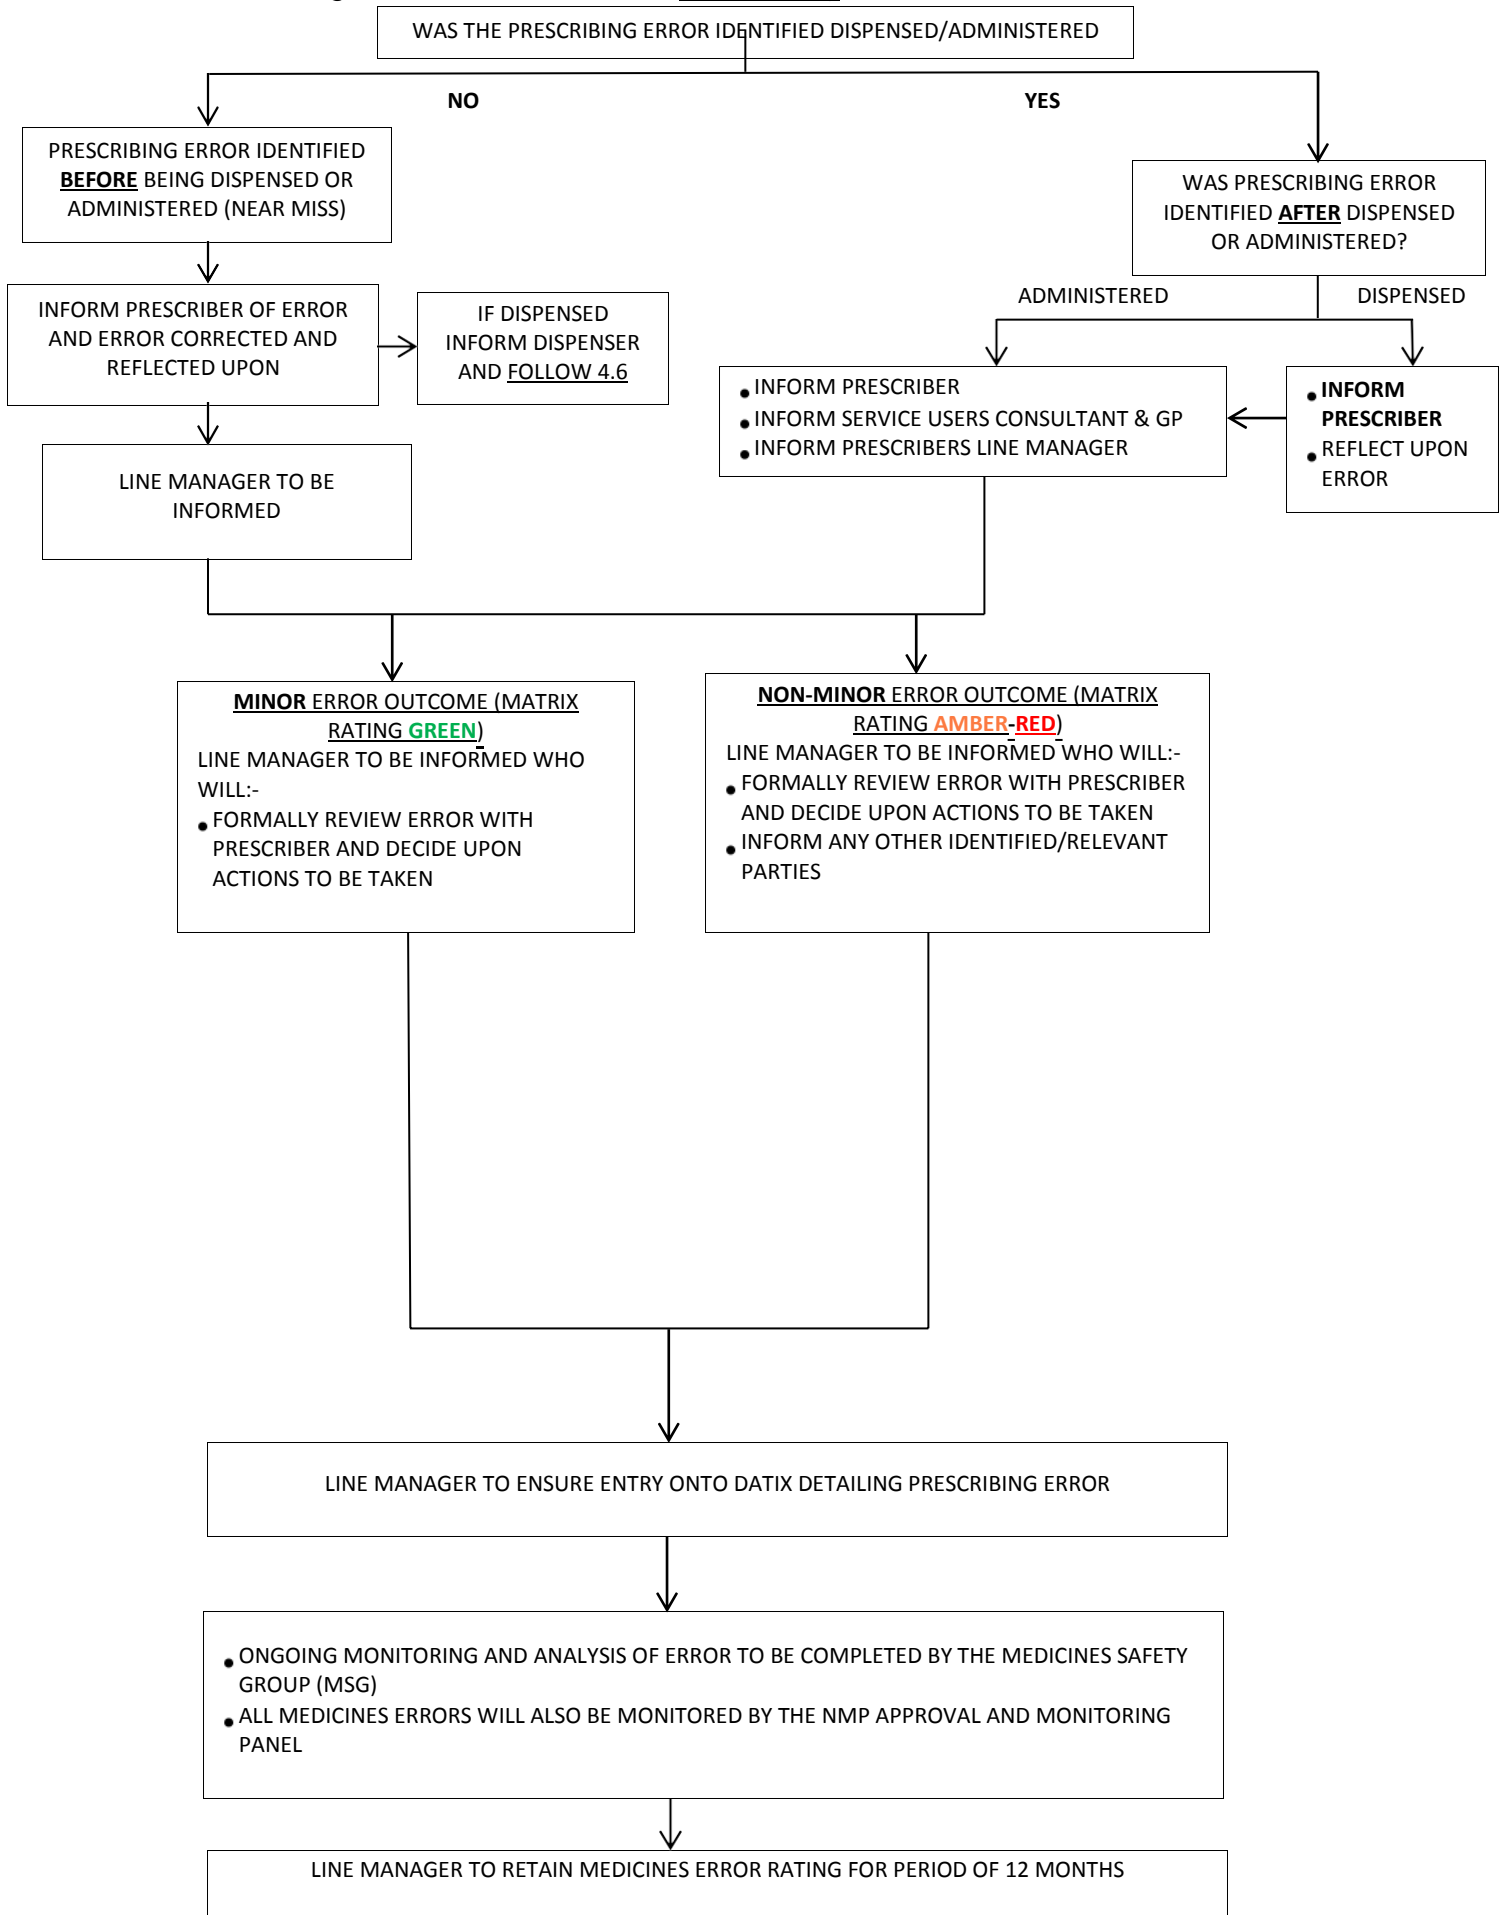 WAS THE PRESCRIBING ERROR IDENTIFIED DISPENSED/ADMINISTERED
NO
YES
PRESCRIBING ERROR IDENTIFIED
BEFORE BEING DISPENSED OR
ADMINISTERED (NEAR MISS)
WAS PRESCRIBING ERROR
IDENTIFIED AFTER DISPENSED
OR ADMINISTERED?
ADMINISTERED
DISPENSED
INFORM PRESCRIBER OF ERROR
AND ERROR CORRECTED AND
REFLECTED UPON
IF DISPENSED
INFORM DISPENSER
AND FOLLOW 4.6
• INFORM PRESCRIBER
• INFORM SERVICE USERS CONSULTANT & GP
• INFORM PRESCRIBERS LINE MANAGER
• INFORM
PRESCRIBER
• REFLECT UPON
ERROR
LINE MANAGER TO BE
INFORMED
MINOR ERROR OUTCOME (MATRIX
RATING GREEN)
LINE MANAGER TO BE INFORMED WHO
WILL:-
• FORMALLY REVIEW ERROR WITH
PRESCRIBER AND DECIDE UPON
ACTIONS TO BE TAKEN
NON-MINOR ERROR OUTCOME (MATRIX
RATING AMBER-RED)
LINE MANAGER TO BE INFORMED WHO WILL:-
• FORMALLY REVIEW ERROR WITH PRESCRIBER
AND DECIDE UPON ACTIONS TO BE TAKEN
• INFORM ANY OTHER IDENTIFIED/RELEVANT
PARTIES
LINE MANAGER TO ENSURE ENTRY ONTO DATIX DETAILING PRESCRIBING ERROR
• ONGOING MONITORING AND ANALYSIS OF ERROR TO BE COMPLETED BY THE MEDICINES SAFETY
GROUP (MSG)
• ALL MEDICINES ERRORS WILL ALSO BE MONITORED BY THE NMP APPROVAL AND MONITORING
PANEL
LINE MANAGER TO RETAIN MEDICINES ERROR RATING FOR PERIOD OF 12 MONTHS